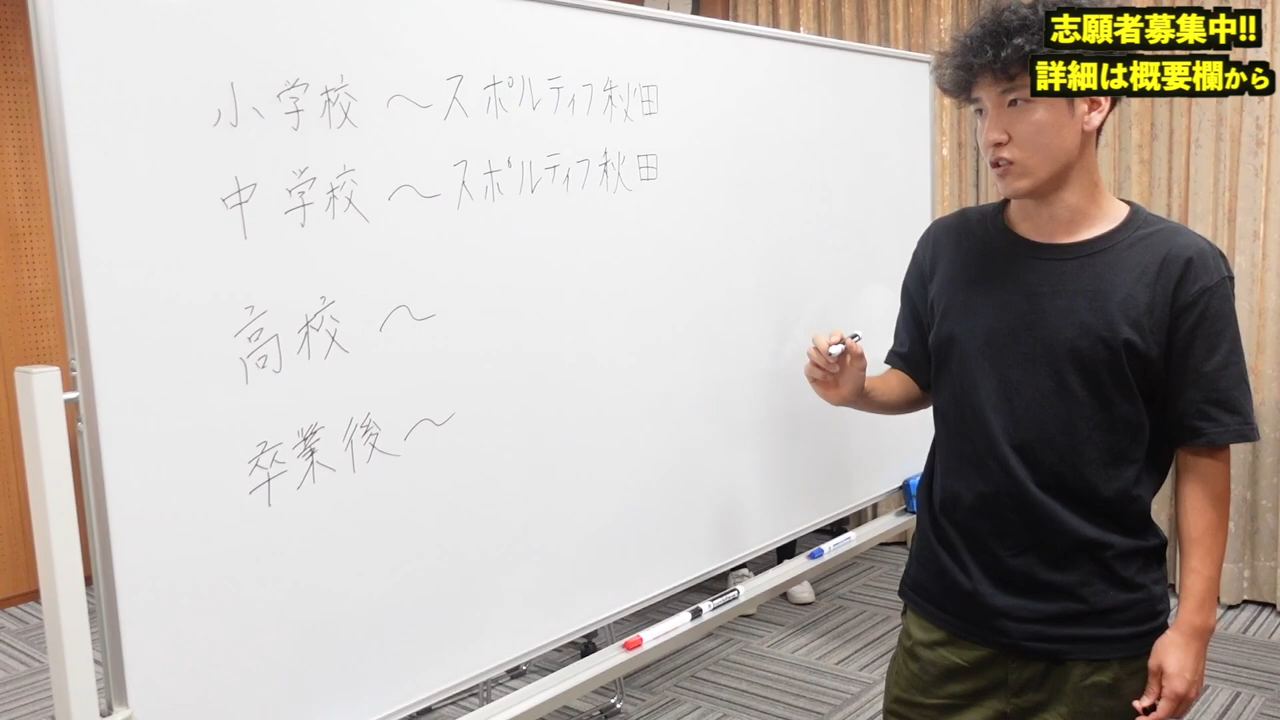 志願者募集中!!
詳細は概要欄から
小学校 〜スポルティフ秋田
中学校 〜スポルティフ秋田
高校 〜
卒業後〜